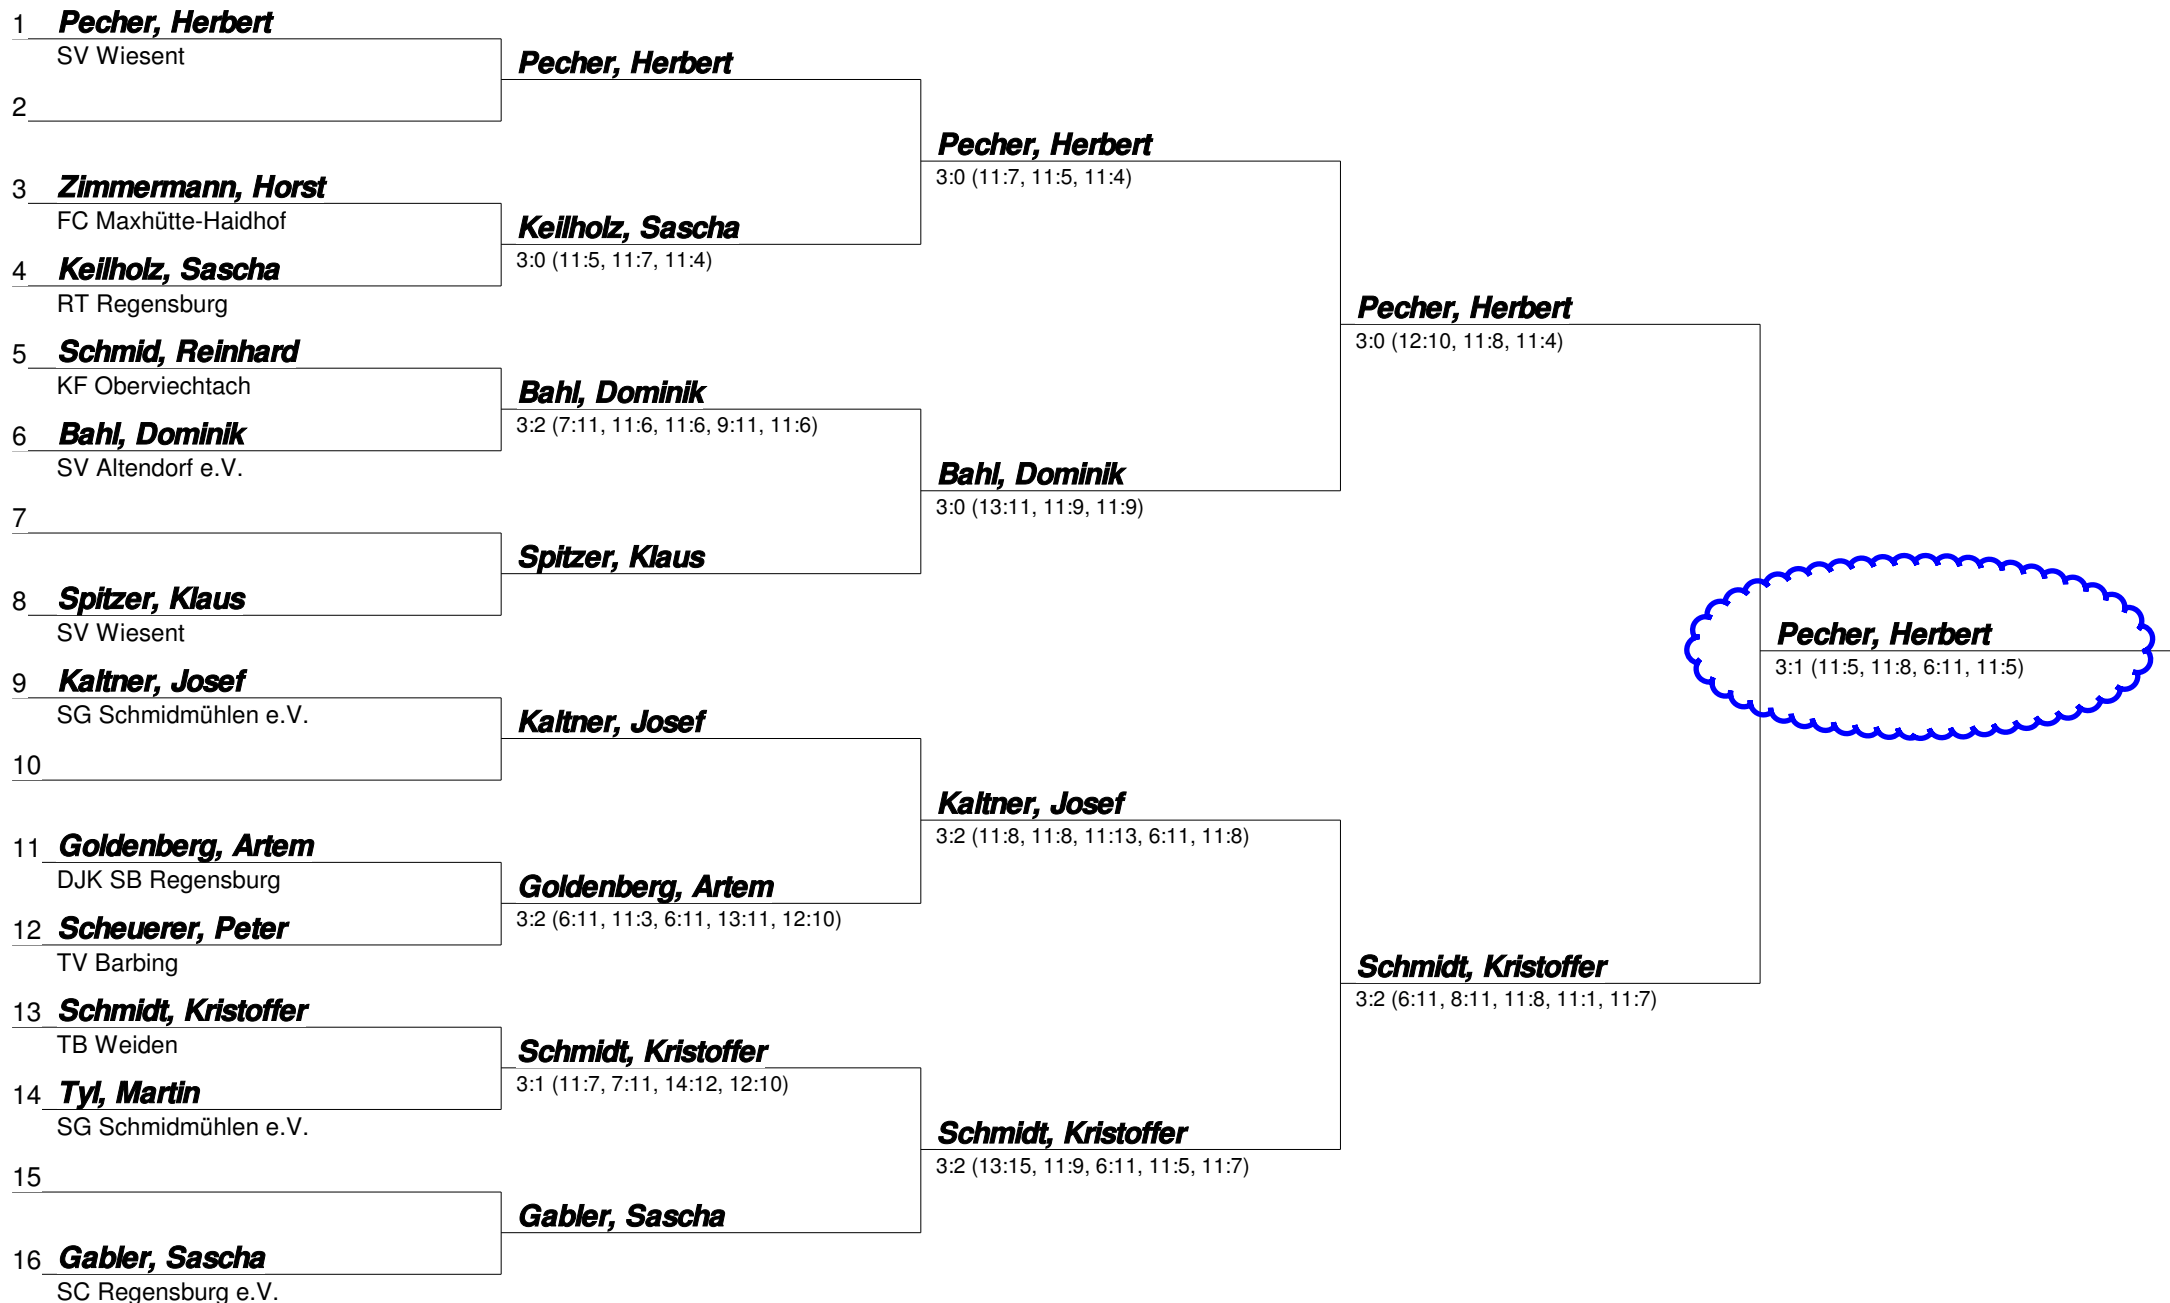 1 Pecher, Herbert
SV Wiesent
Pecher, Herbert
2
Pecher, Herbert
3:0 (11:7, 11:5, 11:4)
3 Zimmermann, Horst
FC Maxhütte-Haidhof
Keilholz, Sascha
3:0 (11:5, 11:7, 11:4)
4 Keilholz, Sascha
RT Regensburg
Pecher, Herbert
3:0 (12:10, 11:8, 11:4)
5 Schmid, Reinhard
KF Oberviechtach
Bahl, Dominik
3:2 (7:11, 11:6, 11:6, 9:11, 11:6)
6 Bahl, Dominik
SV Altendorf e.V.
Bahl, Dominik
3:0 (13:11, 11:9, 11:9)
7
Spitzer, Klaus
8 Spitzer, Klaus
SV Wiesent
Pecher, Herbert
3:1 (11:5, 11:8, 6:11, 11:5)
9 Kaltner, Josef
SG Schmidmühlen e.V.
Kaltner, Josef
10
Kaltner, Josef
3:2 (11:8, 11:8, 11:13, 6:11, 11:8)
11 Goldenberg, Artem
DJK SB Regensburg
Goldenberg, Artem
3:2 (6:11, 11:3, 6:11, 13:11, 12:10)
12 Scheuerer, Peter
TV Barbing
Schmidt, Kristoffer
3:2 (6:11, 8:11, 11:8, 11:1, 11:7)
13 Schmidt, Kristoffer
TB Weiden
Schmidt, Kristoffer
3:1 (11:7, 7:11, 14:12, 12:10)
14 Tyl, Martin
SG Schmidmühlen e.V.
Schmidt, Kristoffer
3:2 (13:15, 11:9, 6:11, 11:5, 11:7)
15
Gabler, Sascha
16 Gabler, Sascha
SC Regensburg e.V.